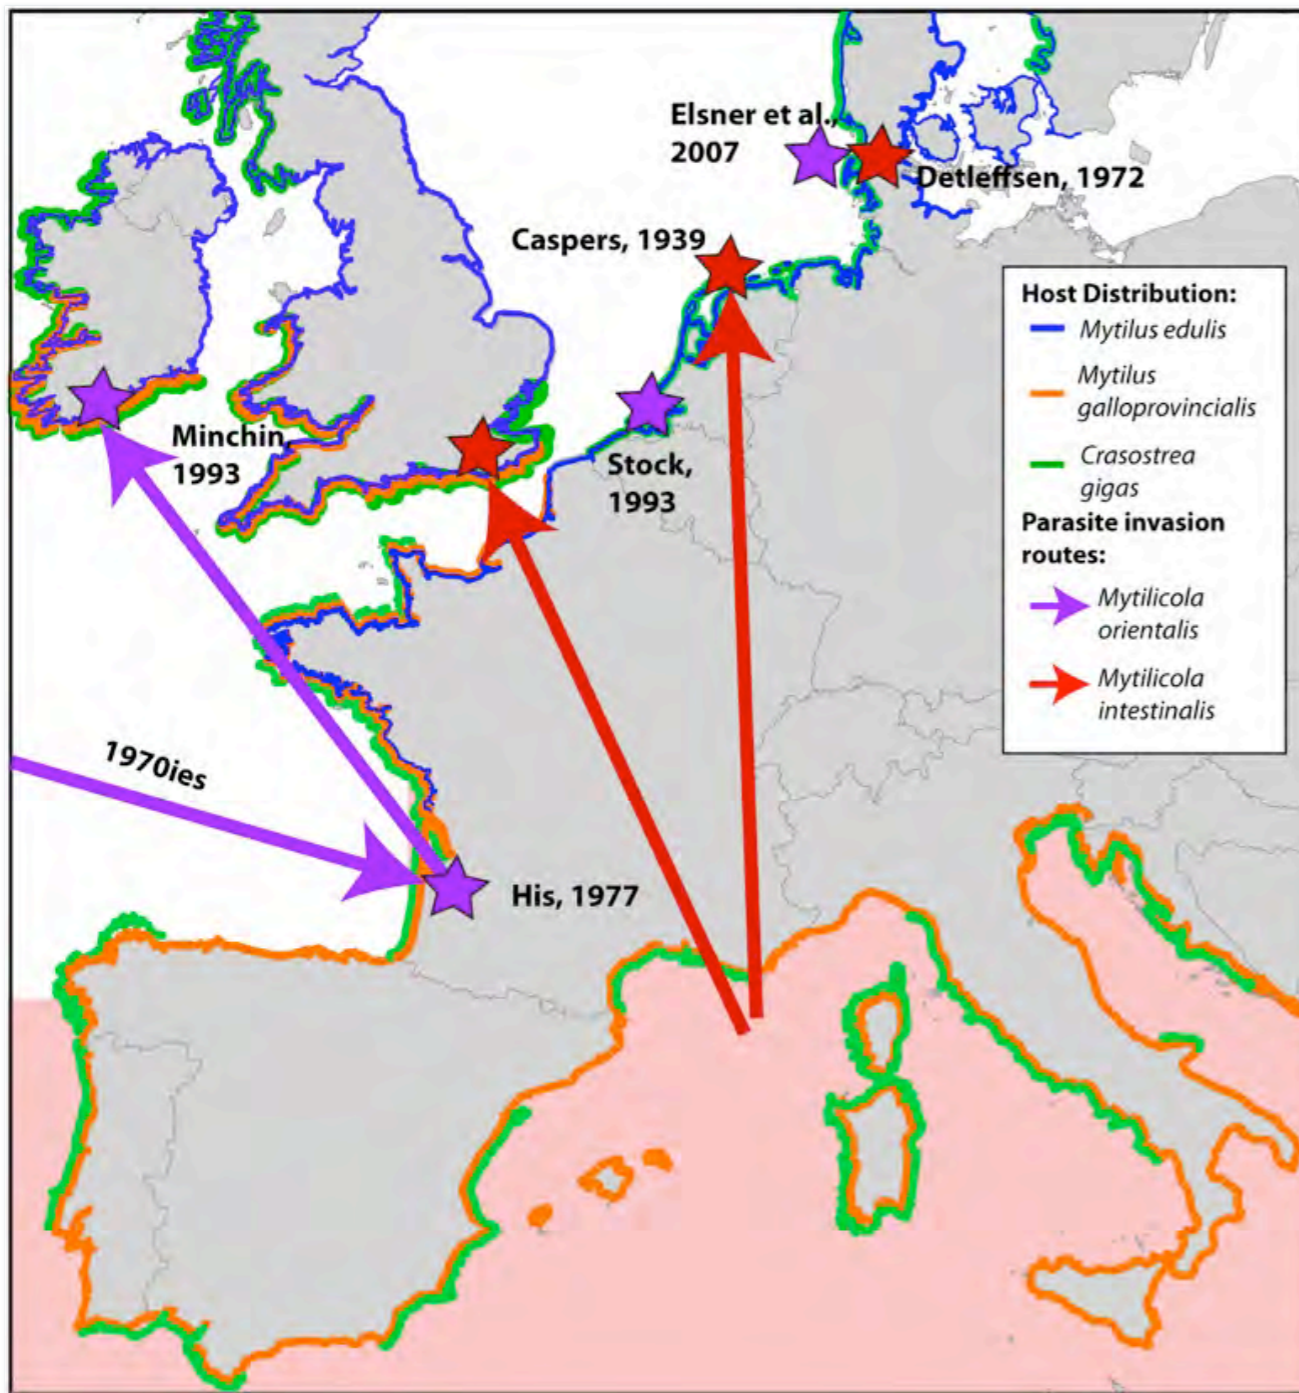 Elsner et al.,
2007
Detleffsen, 1972
Caspers, 1939
Host Distribution:
Mytilus edulis
Mytilus
galloprovincialis
Crasostrea
gigas
Parasite invasion
routes:
Mytilicola
orientalis
Mytilicola
intestinalis
Minchin,
1993
Stock,
1993
1970ies
His, 1977